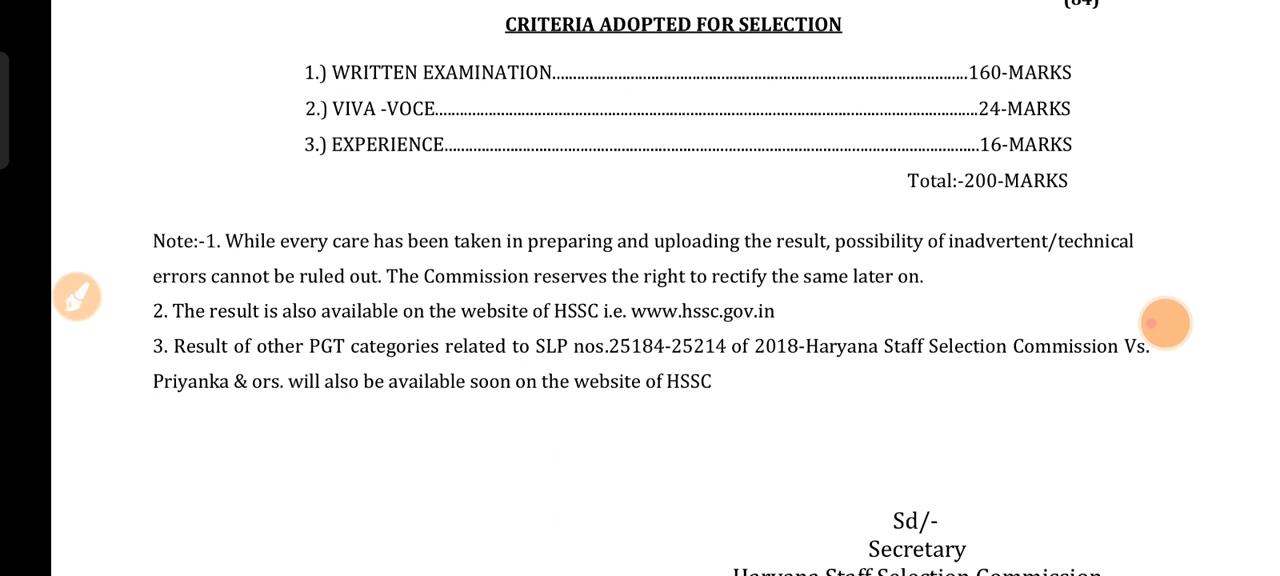 (84)
CRITERIA ADOPTED FOR SELECTION
1.) WRITTEN EXAMINATION....................................................................................................160-MARKS
2.) VIVA -VOCE...................................................................................................................................24-MARKS
3.) EXPERIENCE.................................................................................................................................16-MARKS
Total:-200-MARKS
Note:-1. While every care has been taken in preparing and uploading the result, possibility of inadvertent/technical
errors cannot be ruled out. The Commission reserves the right to rectify the same later on.
2. The result is also available on the website of HSSC i.e. www.hssc.gov.in
3. Result of other PGT categories related to SLP nos.25184-25214 of 2018-Haryana Staff Selection Commission Vs.
Priyanka & ors. will also be available soon on the website of HSSC
Sd/-
Secretary
Haryana Staff Selection Commission